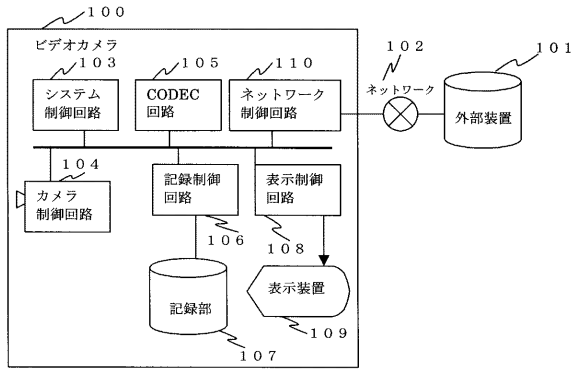 １００
ビデオカメラ
１０３
１０５
１１０
１０２
１０１
システム
制御回路
CODEC
回路
ネットワーク
制御回路
ネットワーク
外部装置
１０４
カメラ
制御回路
記録制御
回路
表示制御
回路
１０６
１０８
記録部
表示装置
１０７
１０９